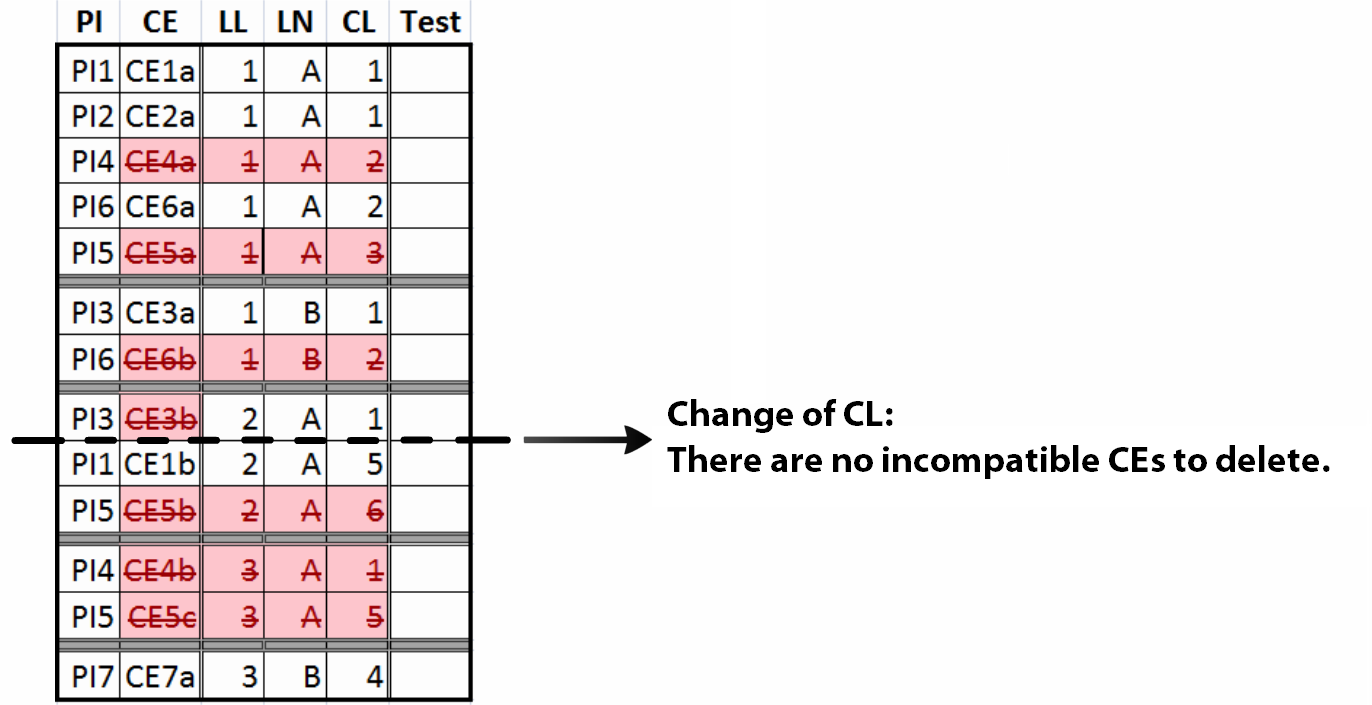 PI CE LL LN CL Test
PI1 CE1a 1 A 1
PI2 CE2a 1 A 1
PI4 CE4a 1 A 2
PI6 CE6a 1 A 2
PI5 CE5a 1 A 3
PI3 CE3a 1 B 1
PI6 CE6b 1 B 2
PI3 CE3b 2 A 1
PI1 CE1b 2 A 5
PI5 CE5b 2 A 6
PI4 CE4b 3 A 1
PI5 CE5c 3 A 5
PI7 CE7a 3 B 4
Change of CL:
There are no incompatible CEs to delete.